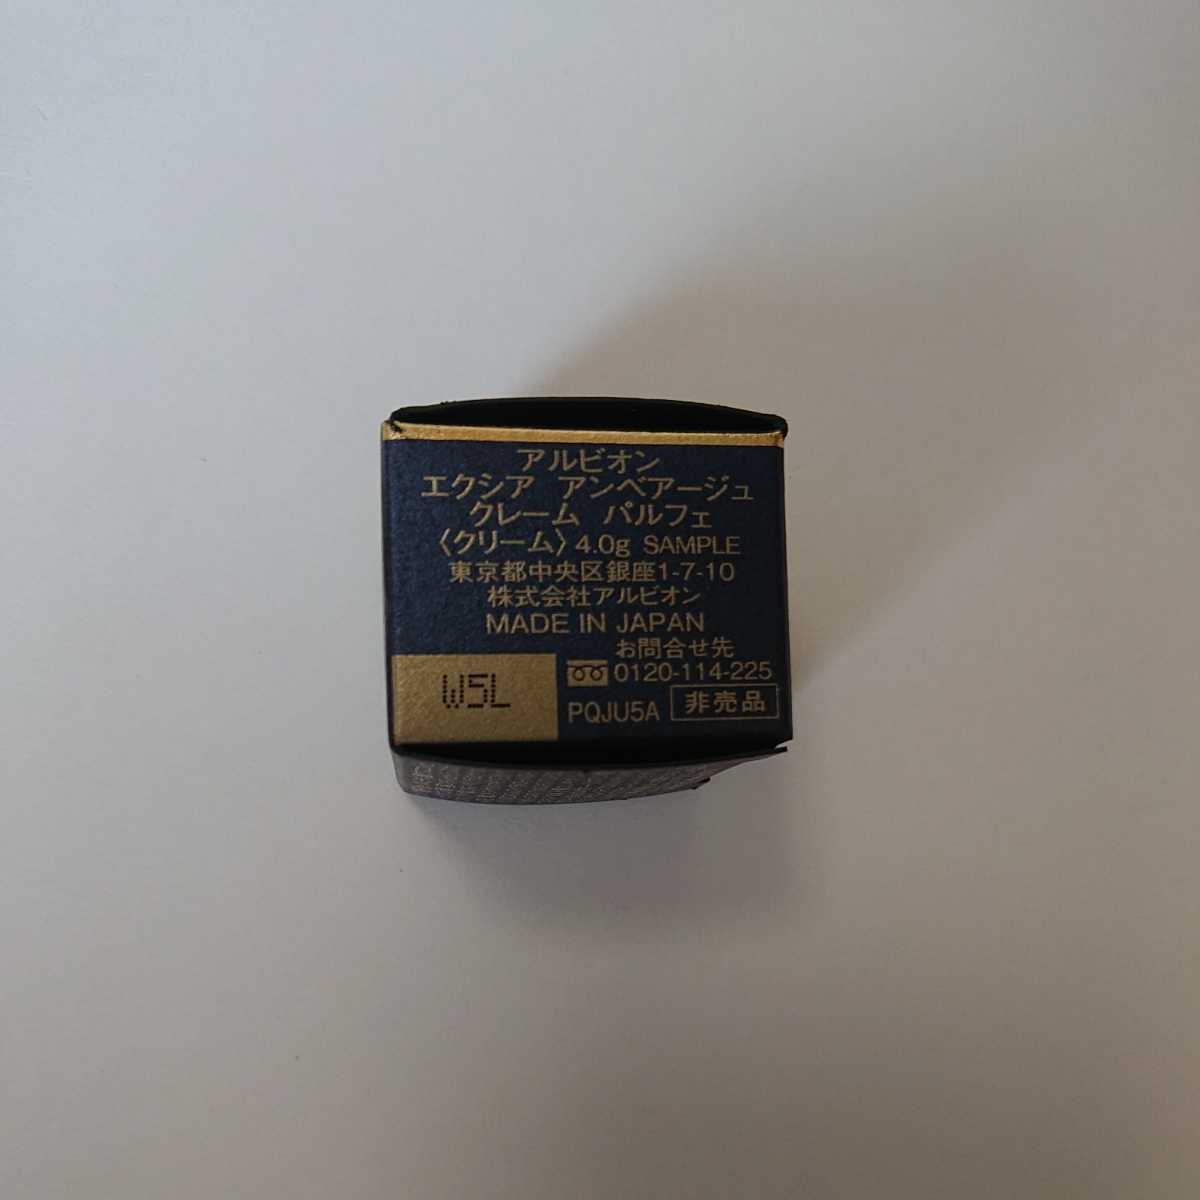 アルビオン
エクシア アンベアージュ
クレーム パルフェ
〈クリーム〉4.0g SAMPLE
東京都中央区銀座1-7-10
株式会社アルビオン
MADE IN JAPAN
お問合せ先
0120-114-225
W5L
PQJU5A 非売品